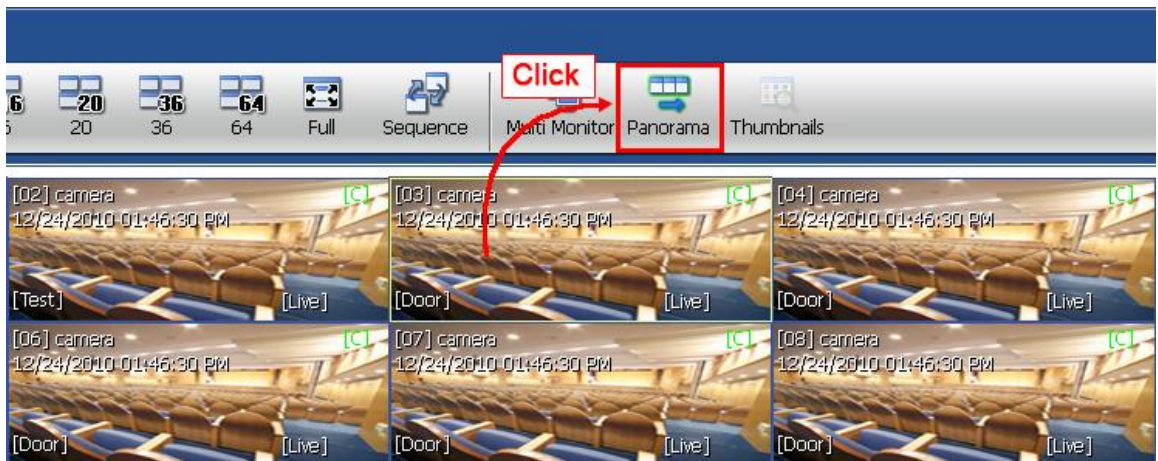 Click
20 36 64
20 36 64 Full Sequence Multi Monitor Panorama Thumbnails
[02] camera [C]
12/24/2010 01:46:30 PM
[Test] [Live]
[03] camera [C]
12/24/2010 01:46:30 PM
[Door] [Live]
[04] camera [C]
12/24/2010 01:46:30 PM
[Door] [Live]
[06] camera [C]
12/24/2010 01:46:30 PM
[Door] [Live]
[07] camera [C]
12/24/2010 01:46:30 PM
[Door] [Live]
[08] camera [C]
12/24/2010 01:46:30 PM
[Door] [Live]